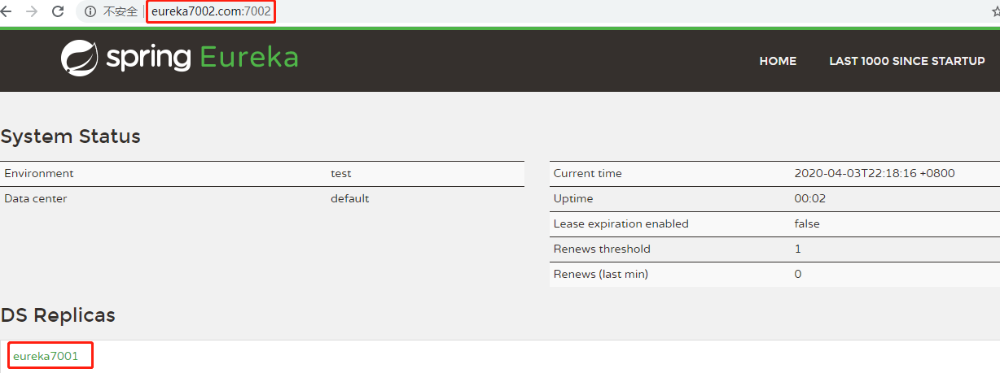 不安全 eureka7002.com:7002
spring Eureka
HOME LAST 1000 SINCE STARTUP
System Status
Environment test
Data center default
Current time 2020-04-03T22:18:16 +0800
Uptime 00:02
Lease expiration enabled false
Renews threshold 1
Renews (last min) 0
DS Replicas
eureka7001